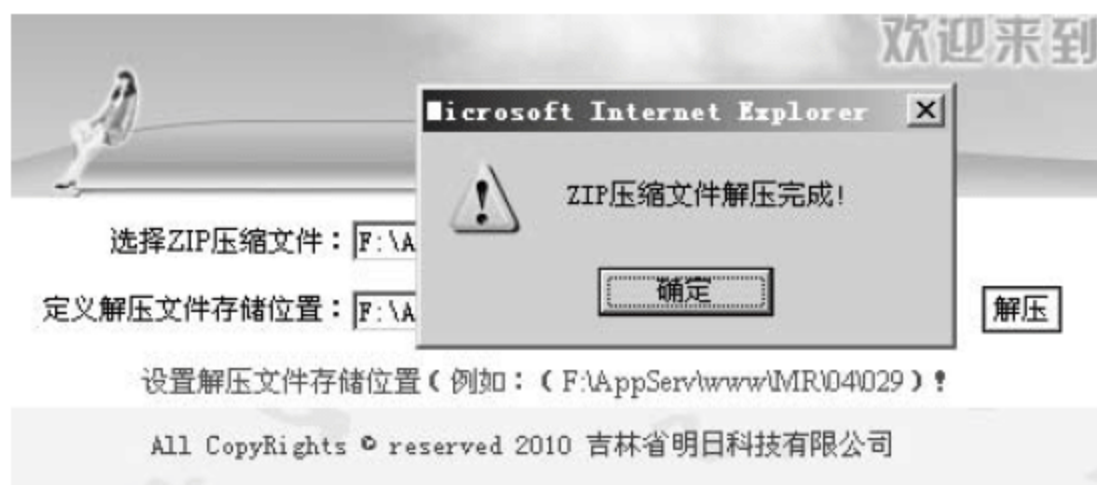 欢迎来到
Microsoft Internet Explorer
ZIP压缩文件解压完成!
选择ZIP压缩文件：F:\A
确定
定义解压文件存储位置：F:\A
解压
设置解压文件存储位置(例如：(F:\AppServ\www\MR\04\029)！
All CopyRights © reserved 2010 吉林省明日科技有限公司